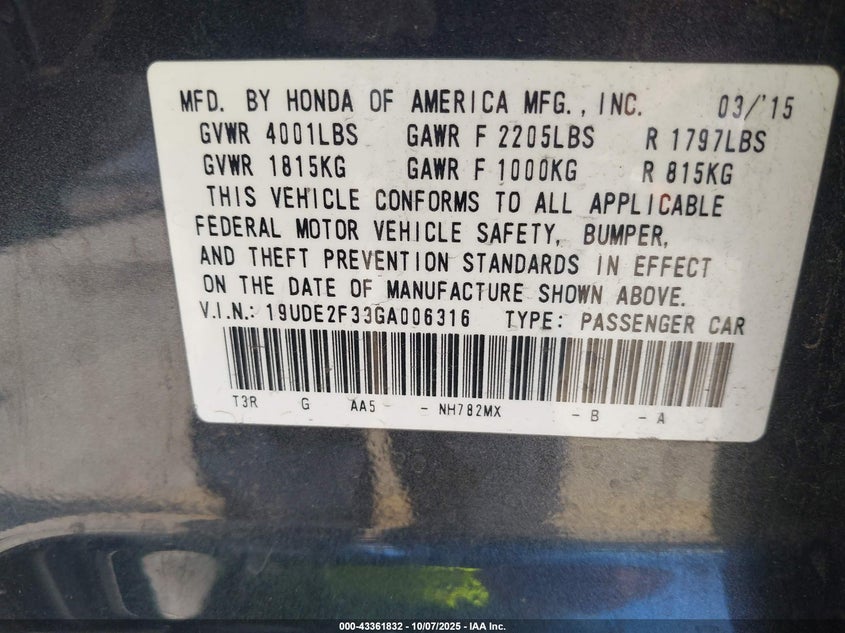 MFD. BY HONDA OF AMERICA MFG., INC. 03/'15
GVWR 4001LBS GAWR F 2205LBS R 1797LBS
GVWR 1815KG GAWR F 1000KG R 815KG
THIS VEHICLE CONFORMS TO ALL APPLICABLE
FEDERAL MOTOR VEHICLE SAFETY, BUMPER,
AND THEFT PREVENTION STANDARDS IN EFFECT
ON THE DATE OF MANUFACTURE SHOWN ABOVE.
V.I.N.: 19UDE2F33GA006316 TYPE: PASSENGER CAR
T3R G AA5 - NH782MX - B - A
000-43361832 - 10/07/2025 - IAA Inc.